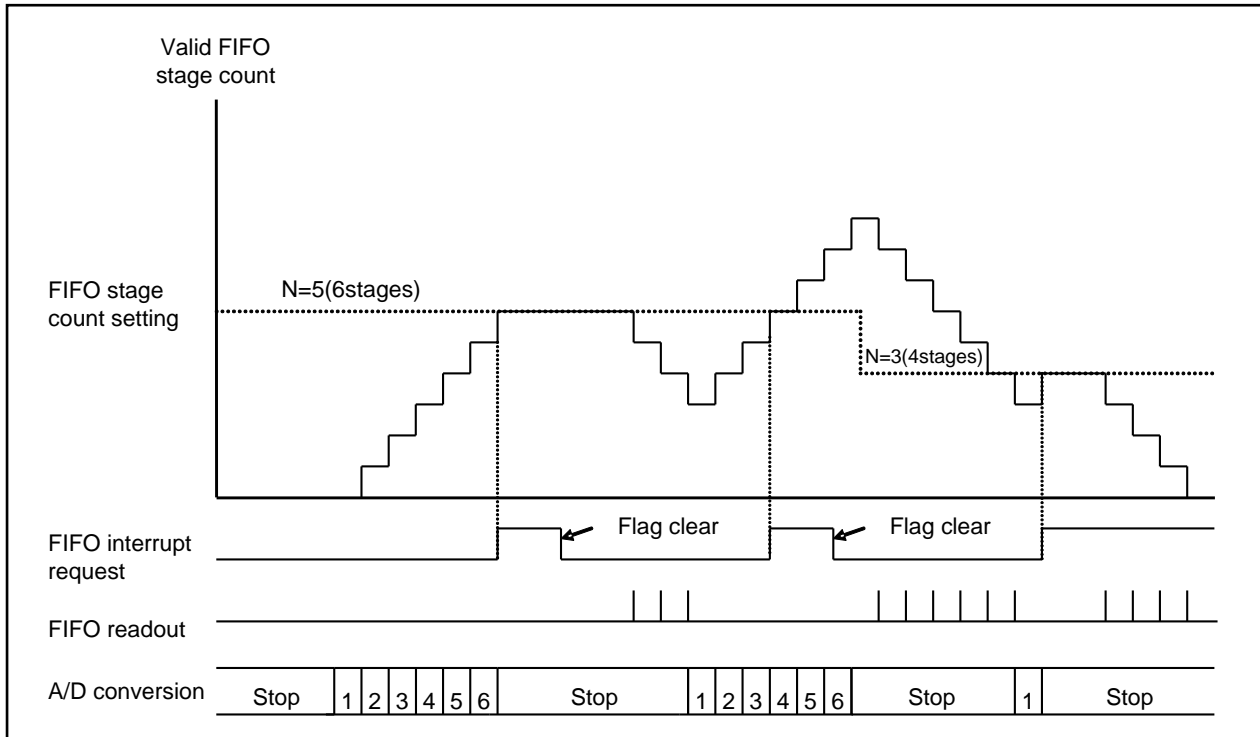 Valid FIFO
stage count
FIFO stage
count setting
N=5(6stages)
N=3(4stages)
FIFO interrupt
request
Flag clear
Flag clear
FIFO readout
A/D conversion
Stop 1 2 3 4 5 6 Stop 1 2 3 4 5 6 Stop 1 Stop